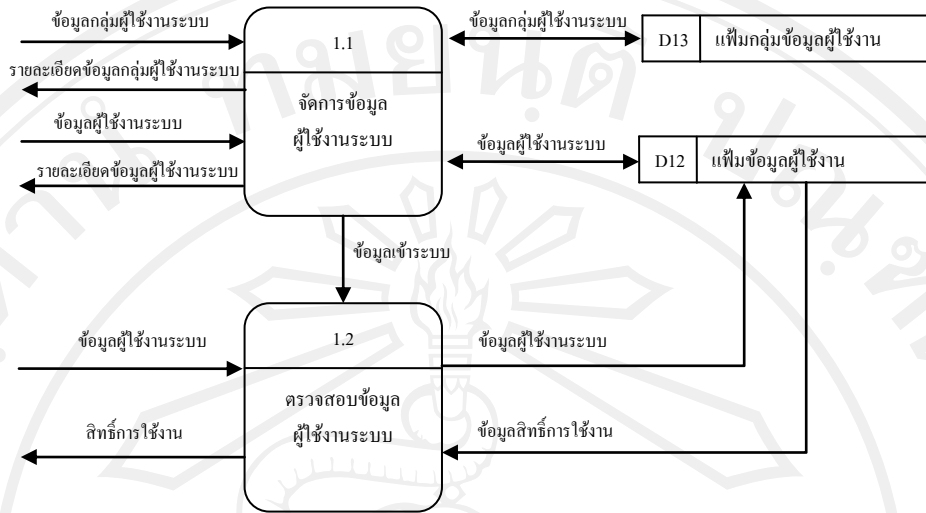 ข้อมูลกลุ่มผู้ใช้งานระบบ
1.1
ข้อมูลกลุ่มผู้ใช้งานระบบ
D13 แฟ้มกลุ่มข้อมูลผู้ใช้งาน
รายละเอียดข้อมูลกลุ่มผู้ใช้งานระบบ
จัดการข้อมูล
ผู้ใช้งานระบบ
ข้อมูลผู้ใช้งานระบบ
ข้อมูลผู้ใช้งานระบบ
D12 แฟ้มข้อมูลผู้ใช้งาน
รายละเอียดข้อมูลผู้ใช้งานระบบ
ข้อมูลเข้าระบบ
ข้อมูลผู้ใช้งานระบบ
1.2
ข้อมูลผู้ใช้งานระบบ
ตรวจสอบข้อมูล
ผู้ใช้งานระบบ
สิทธิ์การใช้งาน
ข้อมูลสิทธิ์การใช้งาน